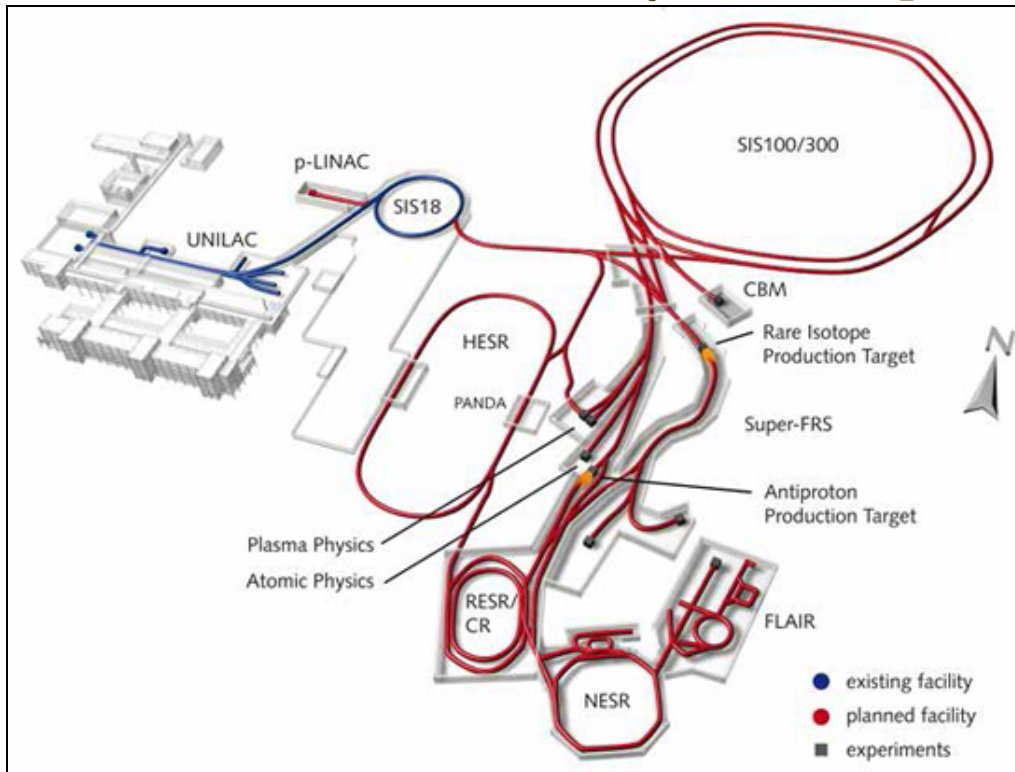 p-LINAC
SIS100/300
SIS18
UNILAC
CBM
HESR
Rare Isotope
Production Target
N
PANDA
Super-FRS
Antiproton
Production Target
Plasma Physics
Atomic Physics
RESR/
CR
FLAIR
NESR
existing facility
planned facility
experiments